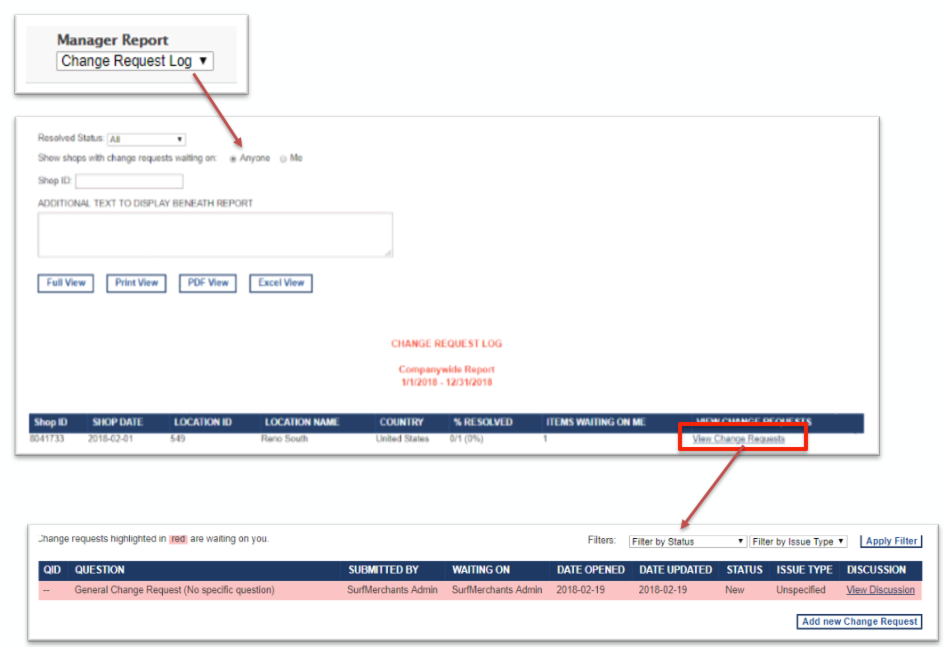 Manager Report
Change Request Log ▼
Resolved Status: All ▼
Show shops with change requests waiting on: Anyone Me
Shop ID:
ADDITIONAL TEXT TO DISPLAY BENEATH REPORT
Full View Print View PDF View Excel View
CHANGE REQUEST LOG
Companywide Report
1/1/2018 - 12/31/2018
Shop ID SHOP DATE LOCATION ID LOCATION NAME COUNTRY % RESOLVED ITEMS WAITING ON ME VIEW CHANGE REQUESTS
8041733 2018-02-01 549 Reno South United States 0/1 (0%) 1 View Change Requests
Change requests highlighted in red are waiting on you. Filters: Filter by Status ▼ Filter by Issue Type ▼ Apply Filter
QID QUESTION SUBMITTED BY WAITING ON DATE OPENED DATE UPDATED STATUS ISSUE TYPE DISCUSSION
-- General Change Request (No specific question) SurfMerchants Admin SurfMerchants Admin 2018-02-19 2018-02-19 New Unspecified View Discussion
Add new Change Request